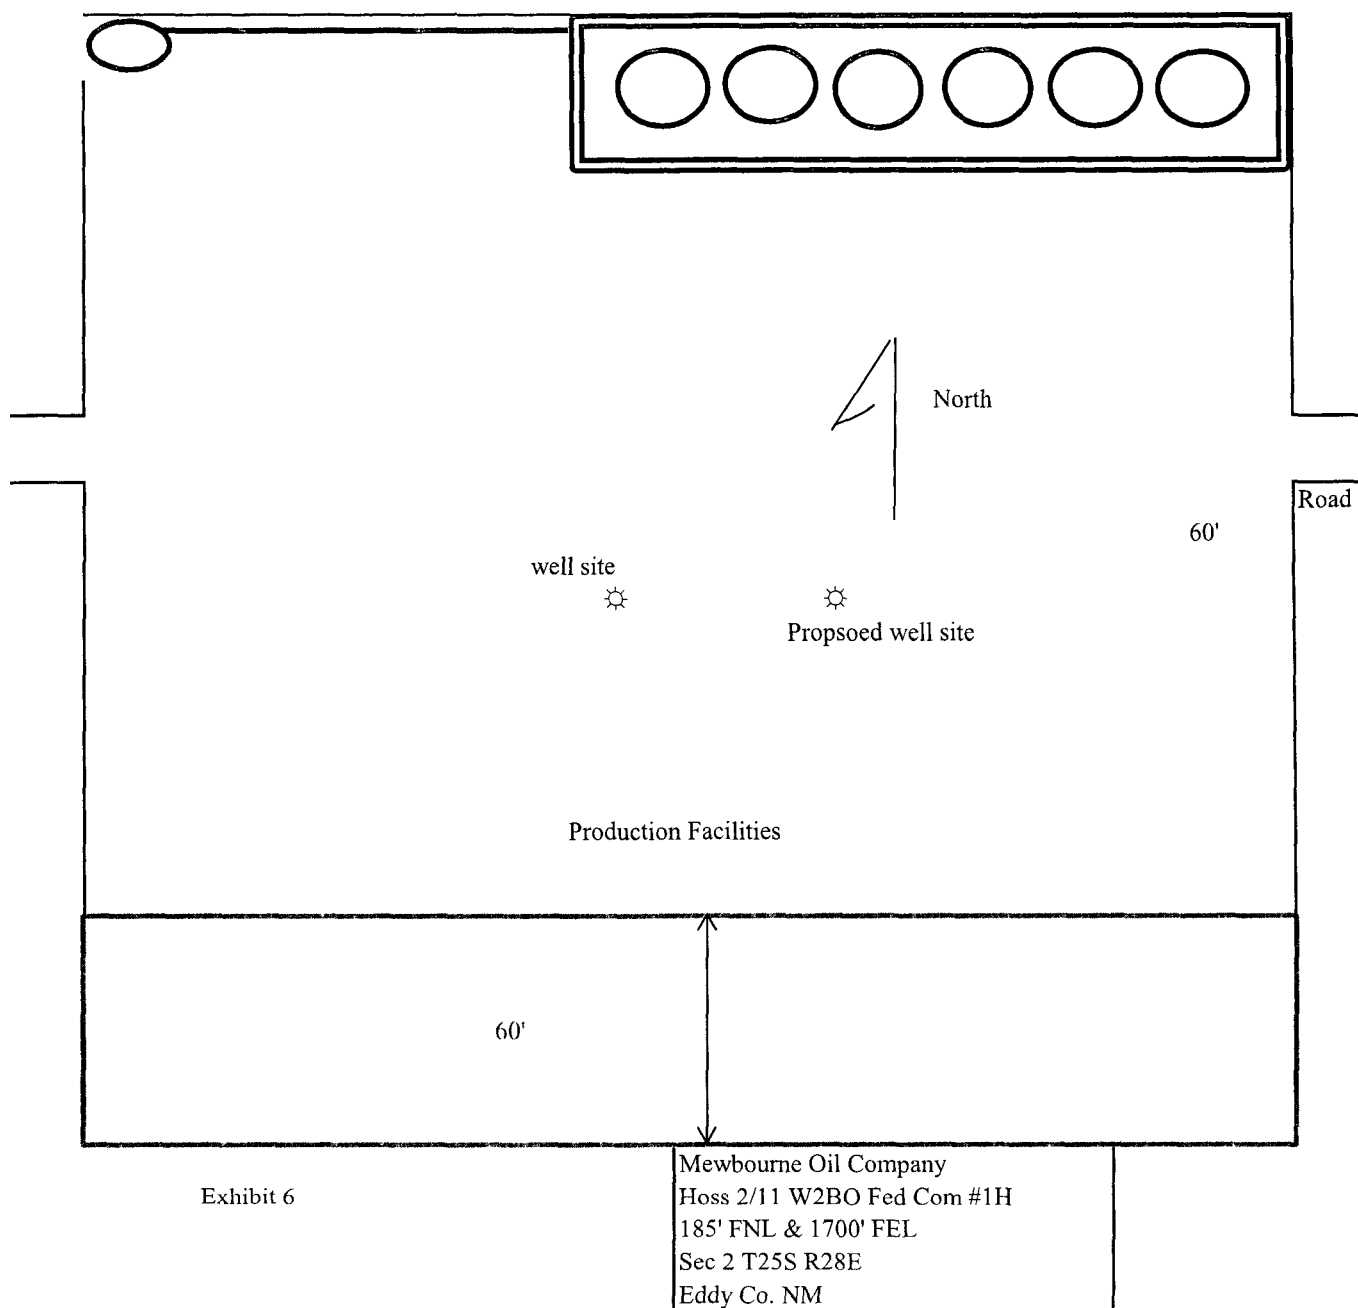 North
Road
60'
well site
Propsoed well site
Production Facilities
60'
Exhibit 6
Mewbourne Oil Company
Hoss 2/11 W2BO Fed Com #1H
185' FNL & 1700' FEL
Sec 2 T25S R28E
Eddy Co. NM